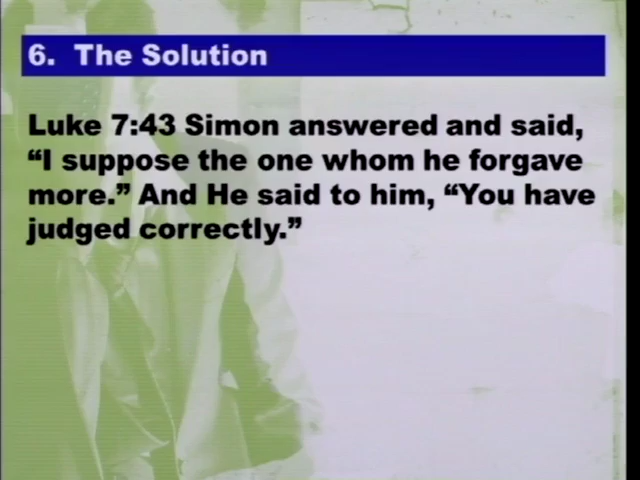 6. The Solution
Luke 7:43 Simon answered and said,
“I suppose the one whom he forgave
more.” And He said to him, “You have
judged correctly.”